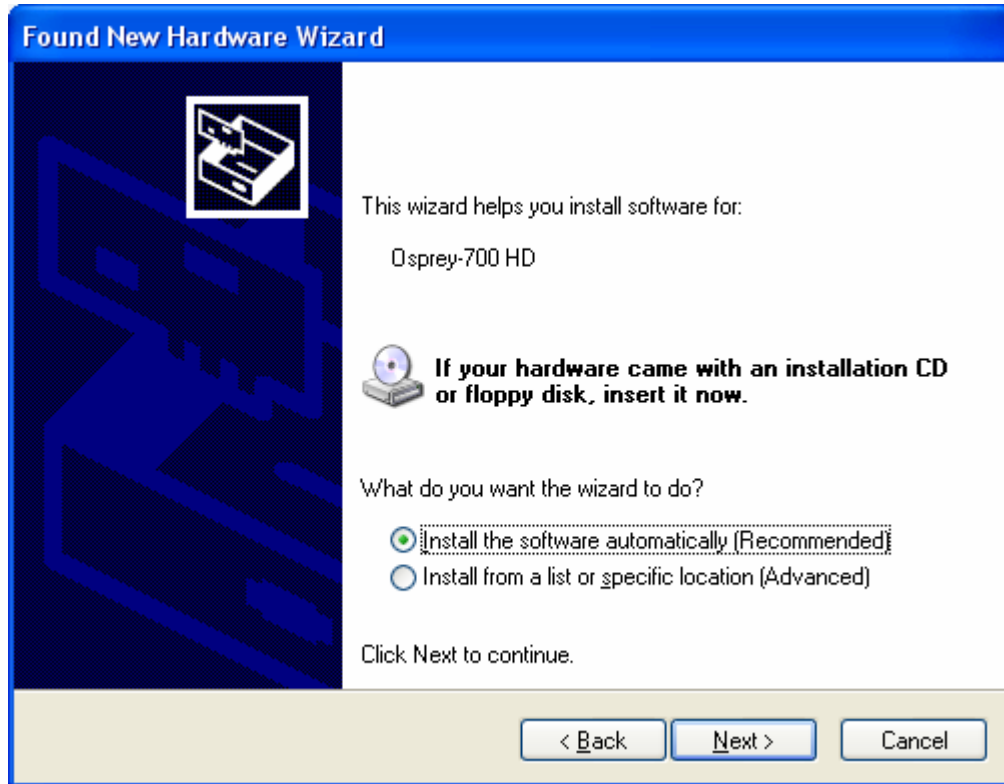 Found New Hardware Wizard
This wizard helps you install software for:
Osprey-700 HD
If your hardware came with an installation CD
or floppy disk, insert it now.
What do you want the wizard to do?
Install the software automatically (Recommended)
Install from a list or specific location (Advanced)
Click Next to continue.
< Back Next > Cancel